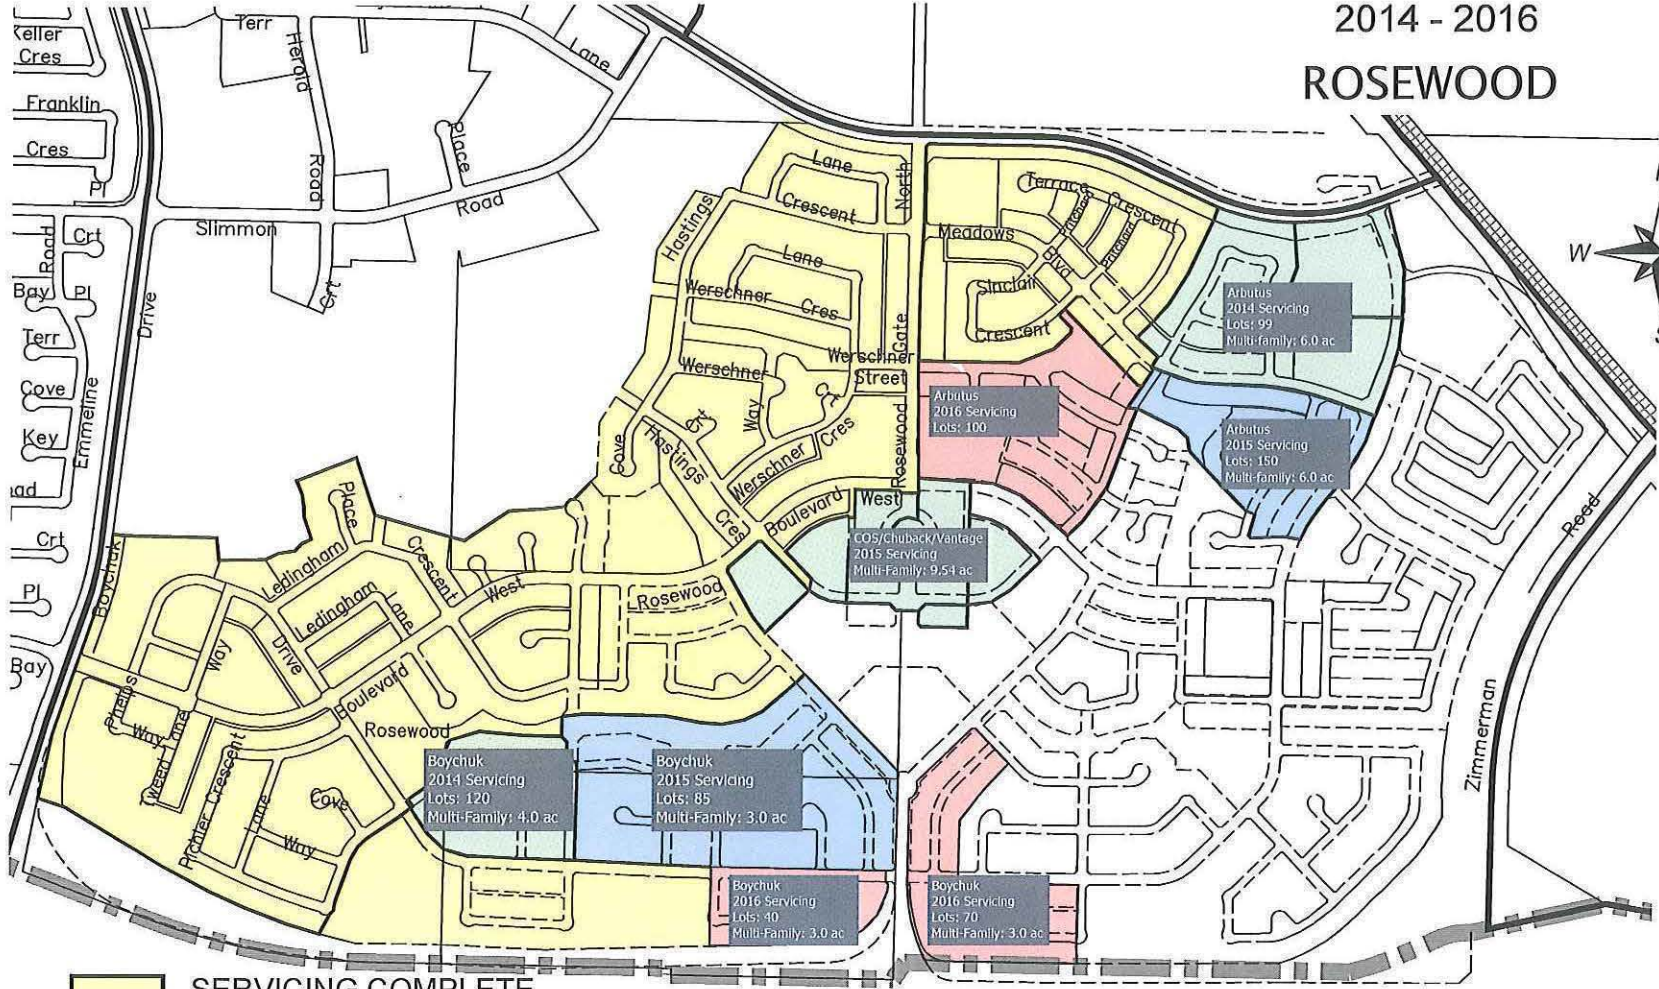 2014 - 2016
ROSEWOOD
Keller
Cres
Franklin
Cres
Pl
Terr
Herold
Road
Lane
Place
Road
Slimmon
Crt
Road
Crt
Bay
Pl
Terr
Cove
Key
Crt
Pl
Bay
Drive
Emmeline
Boychuk
Lane
Crescent
North
Hastings
Lane
Werschner
Cres
Werschner
Way
Crt
Werschner
Street
Gate
Rosewood
Crt
Cove
Hastings
Cres
Werschner
Cres
Boulevard
West
Terrace
Crescent
Pritchard
Pritchard
Meadows
Blvd
Sinclair
Crescent
W
Arbutus
2014 Servicing
Lots: 99
Multi-family: 6.0 ac
Arbutus
2016 Servicing
Lots: 100
Arbutus
2015 Servicing
Lots: 150
Multi-family: 6.0 ac
COS/Chuback/Vantage
2015 Servicing
Multi-Family: 9.54 ac
Place
Ledingham
Crescent
West
Rosewood
Ledingham
Lane
Drive
Way
Boulevard
Rosewood
Phelps
Way
Lane
Tweed
Pichler Crescent
Lane
Cove
Way
Boychuk
2014 Servicing
Lots: 120
Multi-Family: 4.0 ac
Boychuk
2015 Servicing
Lots: 85
Multi-Family: 3.0 ac
Boychuk
2016 Servicing
Lots: 40
Multi-Family: 3.0 ac
Boychuk
2016 Servicing
Lots: 70
Multi-Family: 3.0 ac
Road
Zimmerman
SERVICING COMPLETE